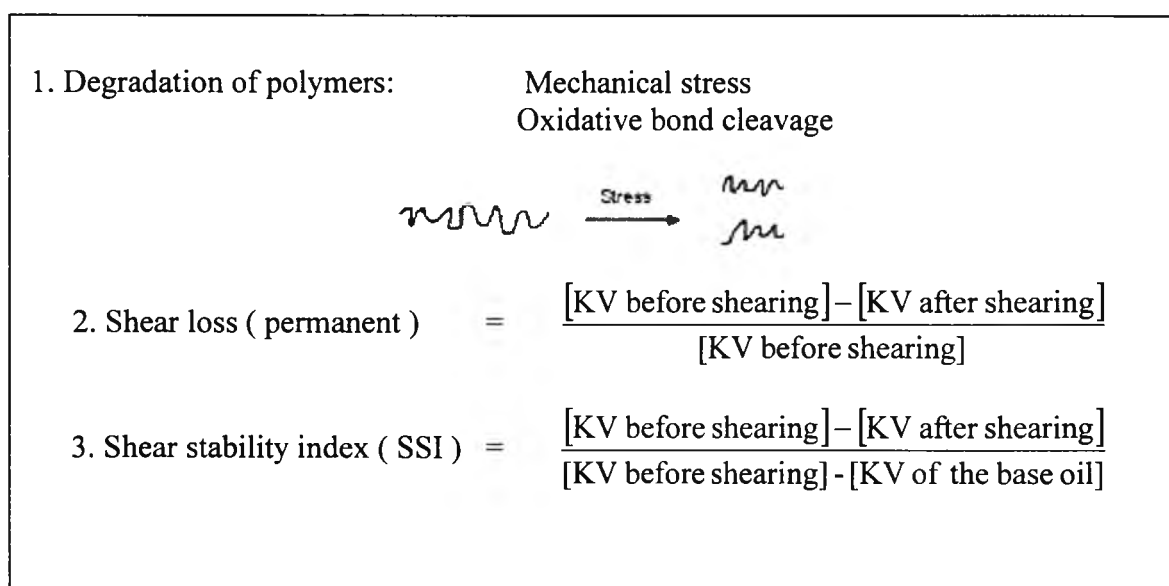 1. Degradation of polymers: Mechanical stress
Oxidative bond cleavage
Stress
[KV before shearing] – [KV after shearing]
2. Shear loss ( permanent ) =
[KV before shearing]
[KV before shearing] – [KV after shearing]
3. Shear stability index ( SSI ) =
[KV before shearing] - [KV of the base oil]